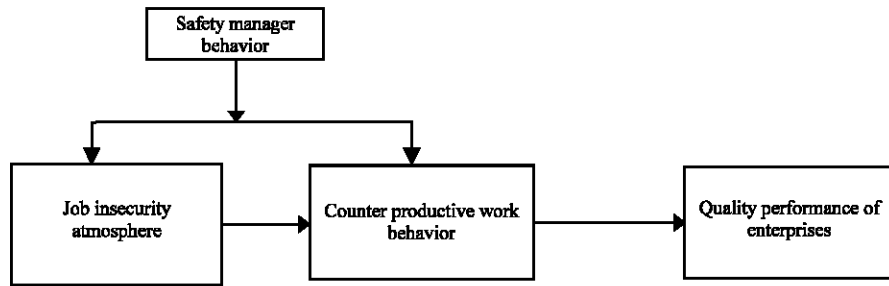 Safety manager
behavior
Job insecurity
atmosphere
Counter productive work
behavior
Quality performance of
enterprises